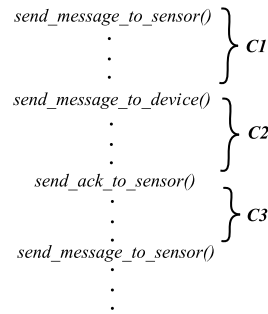 send_message_to_sensor()
C1
send_message_to_device()
C2
send_ack_to_sensor()
C3
send_message_to_sensor()